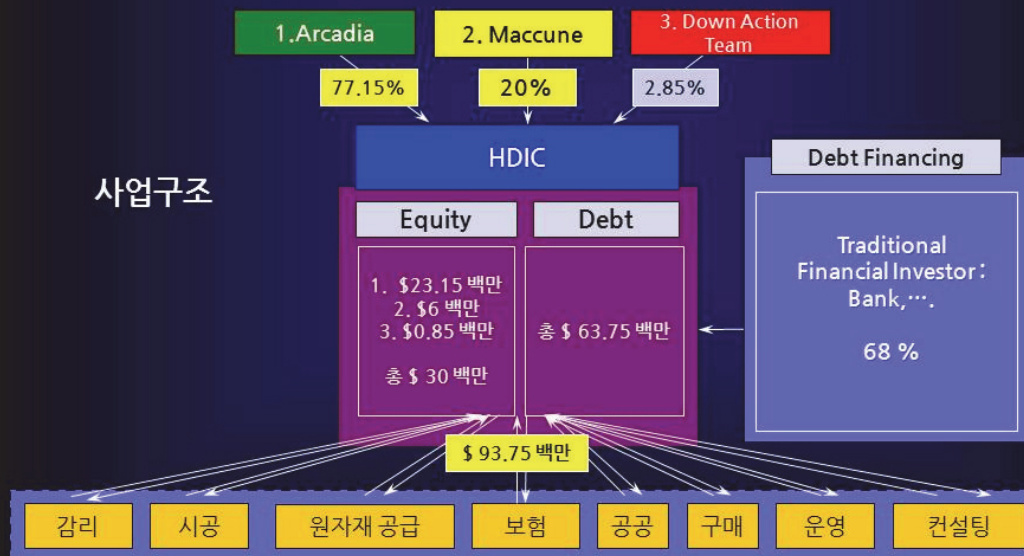 1.Arcadia
2. Maccune
3. Down Action
Team
77.15%
20%
2.85%
HDIC
Debt Financing
사업구조
Equity
Debt
Traditional
Financial Investor:
Bank,….
68 %
1. $23.15 백만
2. $6 백만
3. $0.85 백만
총 $ 30 백만
총 $ 63.75 백만
$ 93.75 백만
감리
시공
원자재 공급
보험
공공
구매
운영
컨설팅